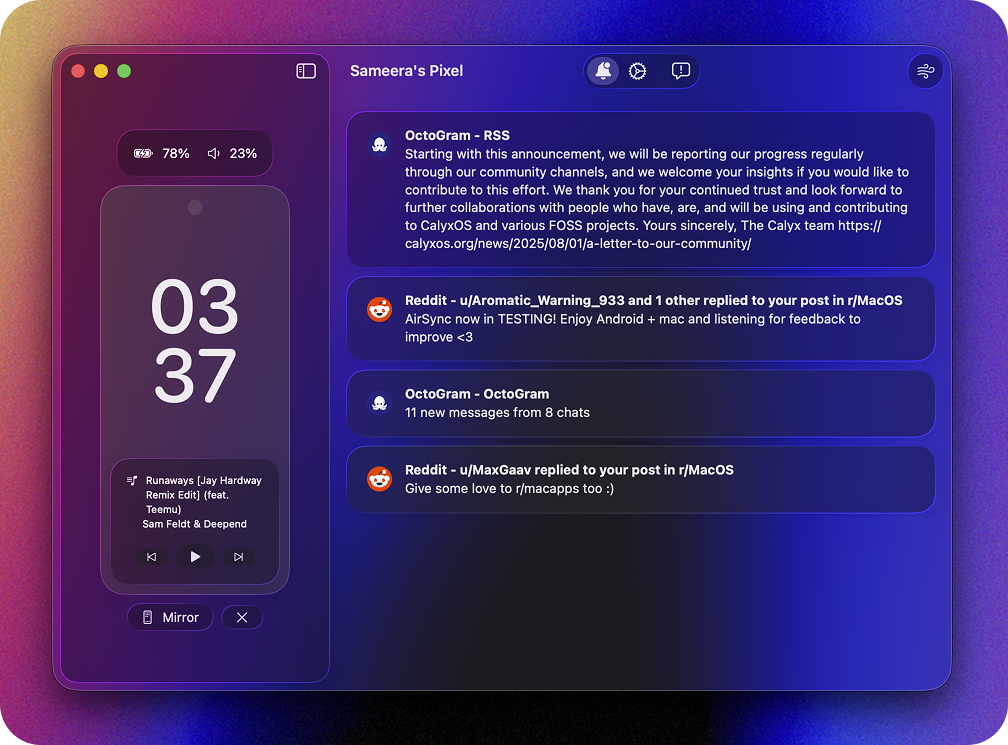 Sameera's Pixel
78% 23%
03
37
Runaways [Jay Hardway
Remix Edit] (feat.
Teemu)
Sam Feldt & Deepend
Mirror
OctoGram - RSS
Starting with this announcement, we will be reporting our progress regularly
through our community channels, and we welcome your insights if you would like to
contribute to this effort. We thank you for your continued trust and look forward to
further collaborations with people who have, are, and will be using and contributing
to CalyxOS and various FOSS projects. Yours sincerely, The Calyx team https://
calyxos.org/news/2025/08/01/a-letter-to-our-community/
Reddit - u/Aromatic_Warning_933 and 1 other replied to your post in r/MacOS
AirSync now in TESTING! Enjoy Android + mac and listening for feedback to
improve <3
OctoGram - OctoGram
11 new messages from 8 chats
Reddit - u/MaxGaav replied to your post in r/MacOS
Give some love to r/macapps too :)